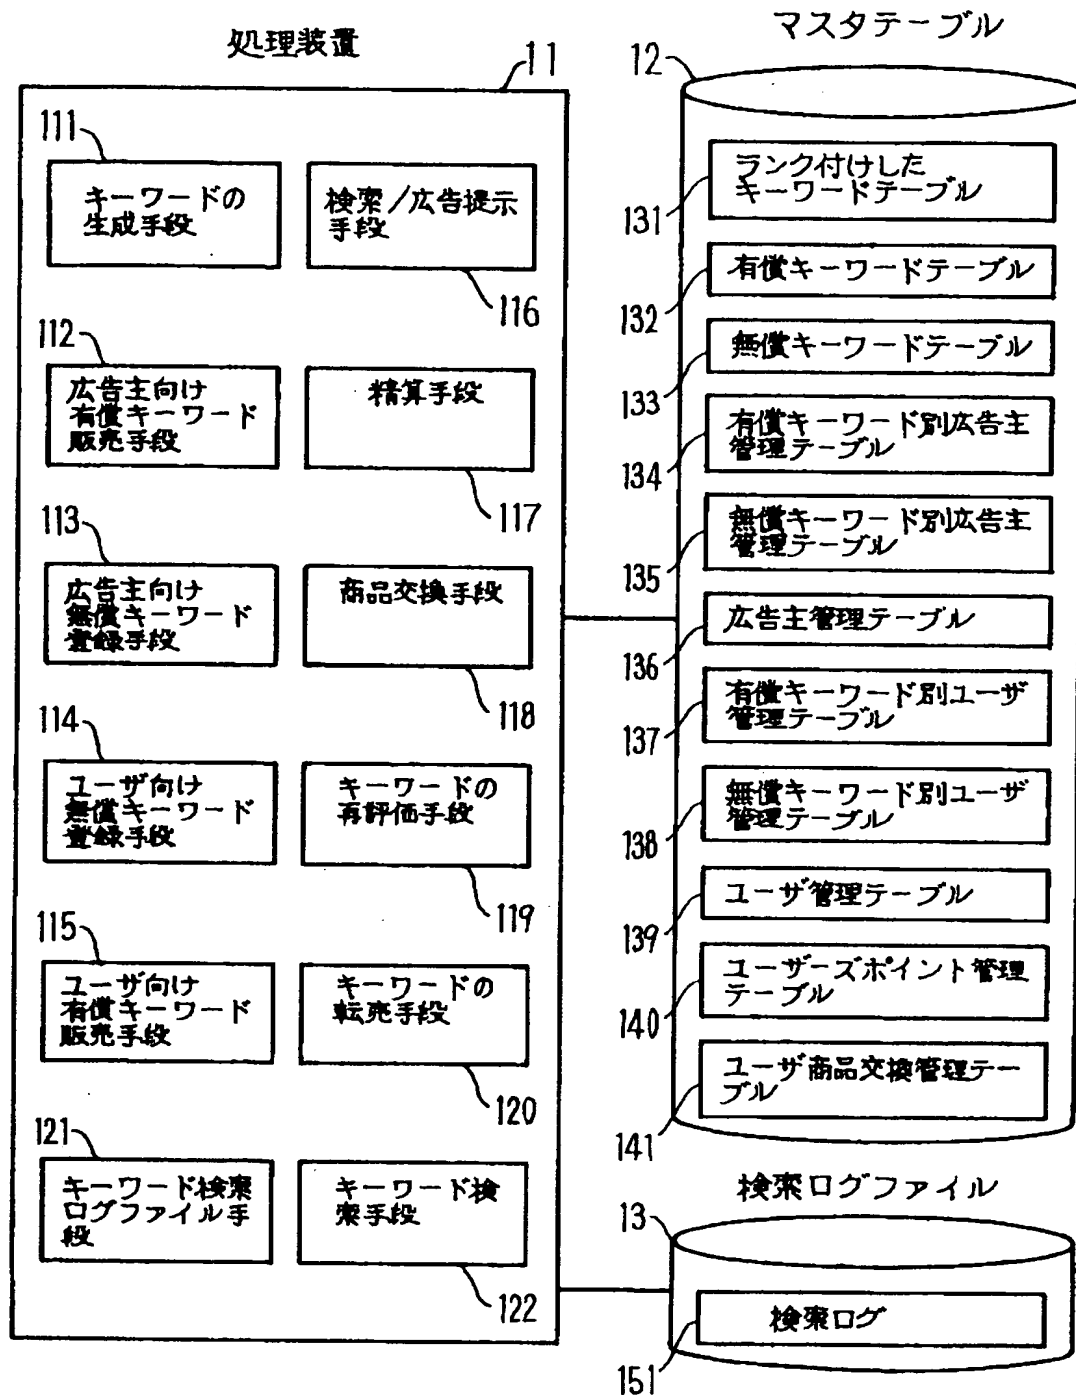 処理装置
11
111
キーワードの
生成手段
検索/広告提示
手段
116
112
広告主向け
有償キーワード
販売手段
精算手段
117
113
広告主向け
無償キーワード
登録手段
商品交換手段
118
114
ユーザ向け
無償キーワード
登録手段
キーワードの
再評価手段
119
115
ユーザ向け
有償キーワード
販売手段
キーワードの
転売手段
120
121
キーワード検索
ログファイル手
段
キーワード検
索手段
122
マスタテーブル
12
ランク付けした
キーワードテーブル
131
有償キーワードテーブル
132
無償キーワードテーブル
133
有償キーワード別広告主
管理テーブル
134
無償キーワード別広告主
管理テーブル
135
広告主管理テーブル
136
有償キーワード別ユーザ
管理テーブル
137
無償キーワード別ユーザ
管理テーブル
138
ユーザ管理テーブル
139
ユーザーズポイント管理
テーブル
140
ユーザ商品交換管理テー
ブル
141
検索ログファイル
13
検索ログ
151